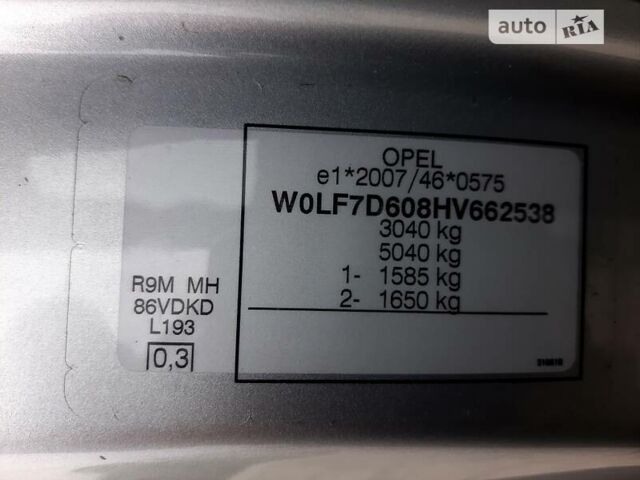 auto RIA
OPEL
e1*2007/46*0575
W0LF7D608HV662538
3040 kg
5040 kg
1- 1585 kg
2- 1650 kg
R9M MH
86VDKD
L193
0,3